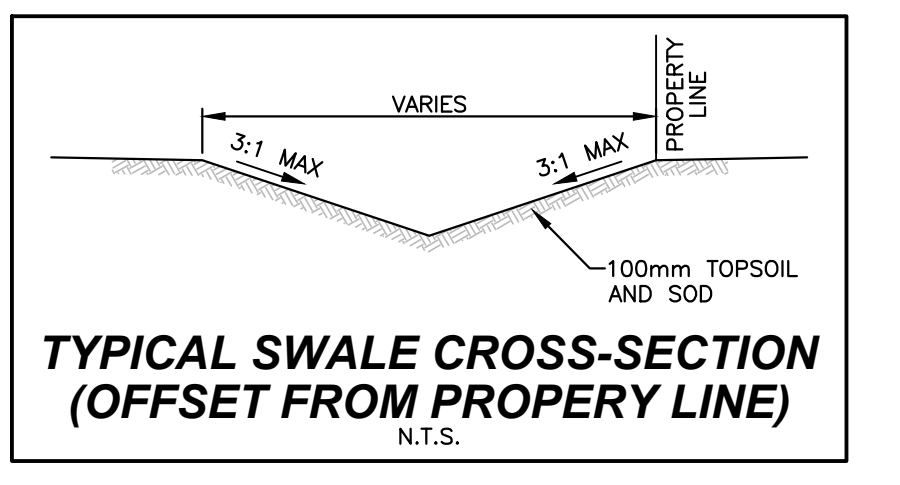 PROPERTY
LINE
VARIES
3:1 MAX
3:1 MAX
100mm TOPSOIL
AND SOD
TYPICAL SWALE CROSS-SECTION
(OFFSET FROM PROPERY LINE)
N.T.S.